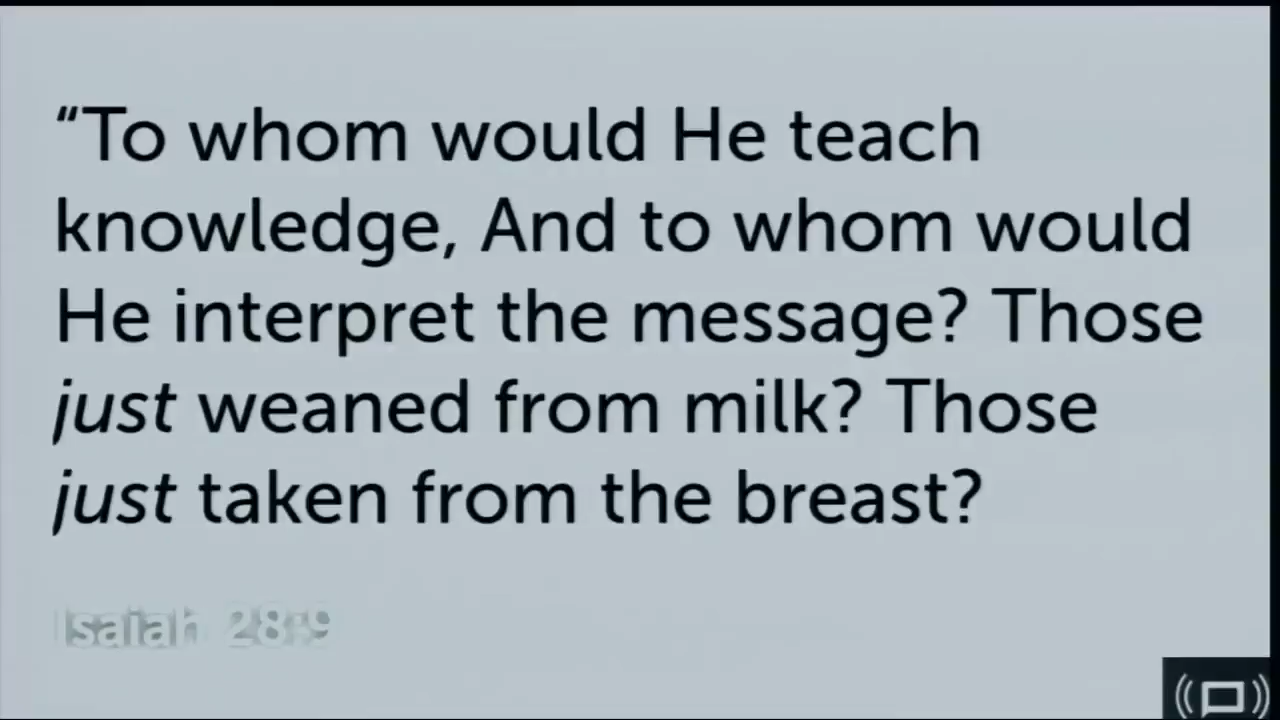 “To whom would He teach
knowledge, And to whom would
He interpret the message? Those
just weaned from milk? Those
just taken from the breast?
Isaiah 28:9